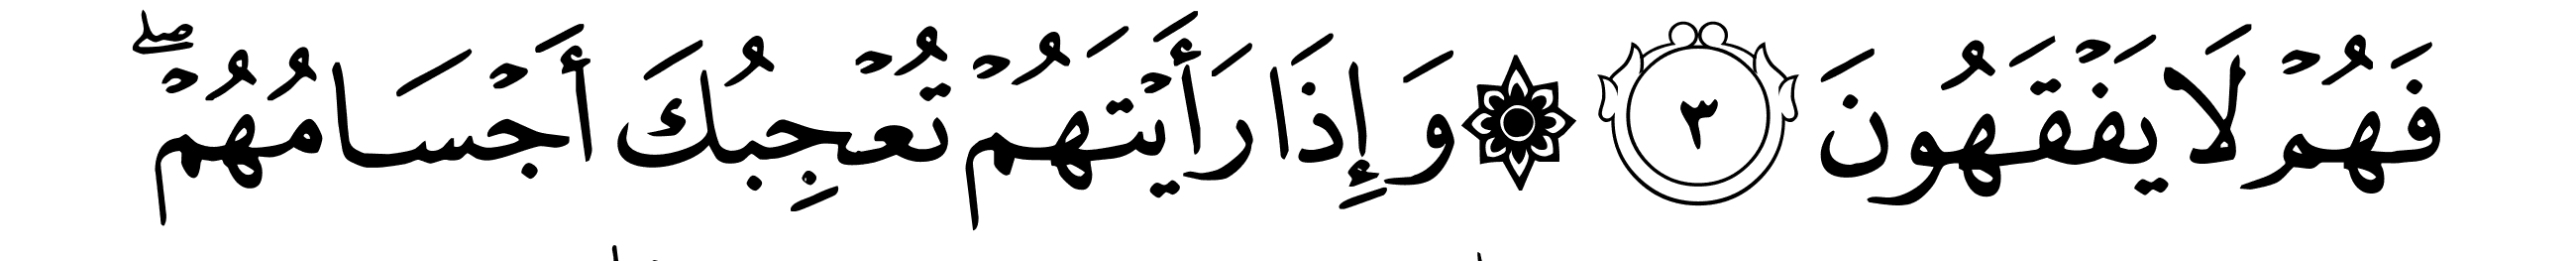 فَهُمۡ لَا يَفۡقَهُونَ ٣ ۞ وَإِذَا رَأَيۡتَهُمۡ تُعۡجِبُكَ أَجۡسَامُهُمۡۖ